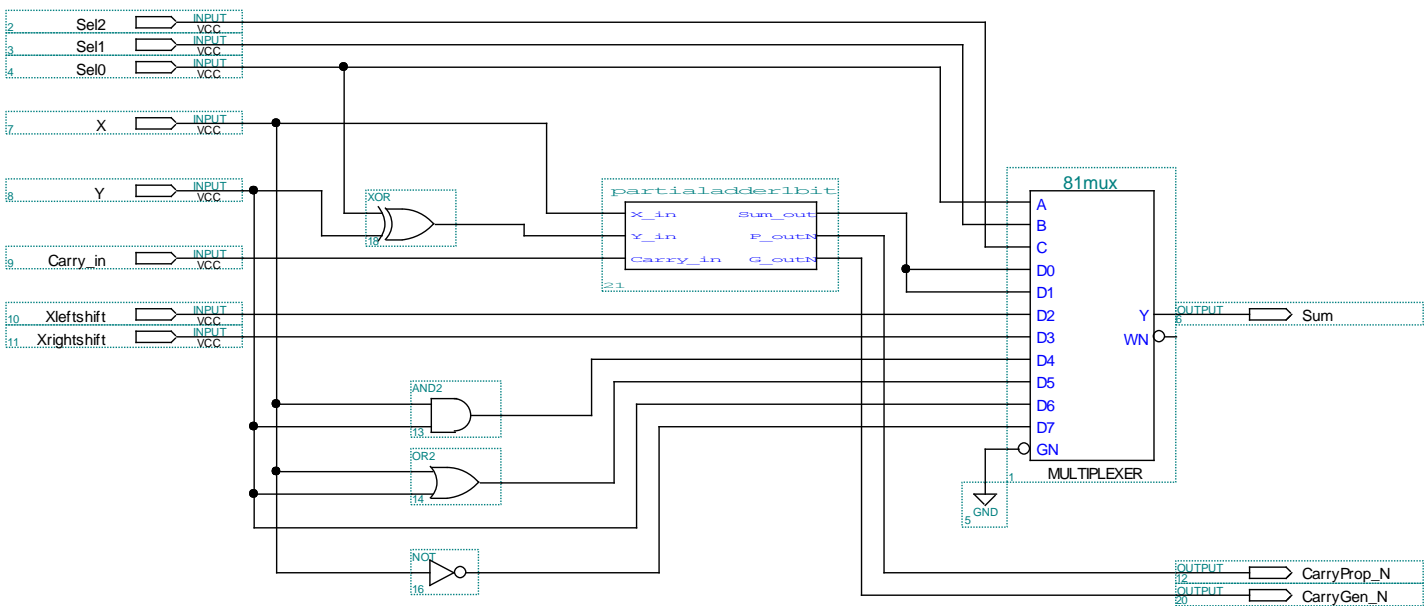 2 Sel2 INPUT VCC
3 Sel1 INPUT VCC
4 Sel0 INPUT VCC
7 X INPUT VCC
8 Y INPUT VCC
9 Carry_in INPUT VCC
10 Xleftshift INPUT VCC
11 Xrightshift INPUT VCC
XOR
18
partialadder1bit
X_in Sum_out
Y_in P_outN
Carry_in G_outN
21
AND2
13
OR2
14
NOT
16
81mux
A
B
C
D0
D1
D2
D3
D4
D5
D6
D7
GN
Y
WN
MULTIPLEXER
1
GND
5
OUTPUT
6
Sum
OUTPUT
12
CarryProp_N
OUTPUT
20
CarryGen_N